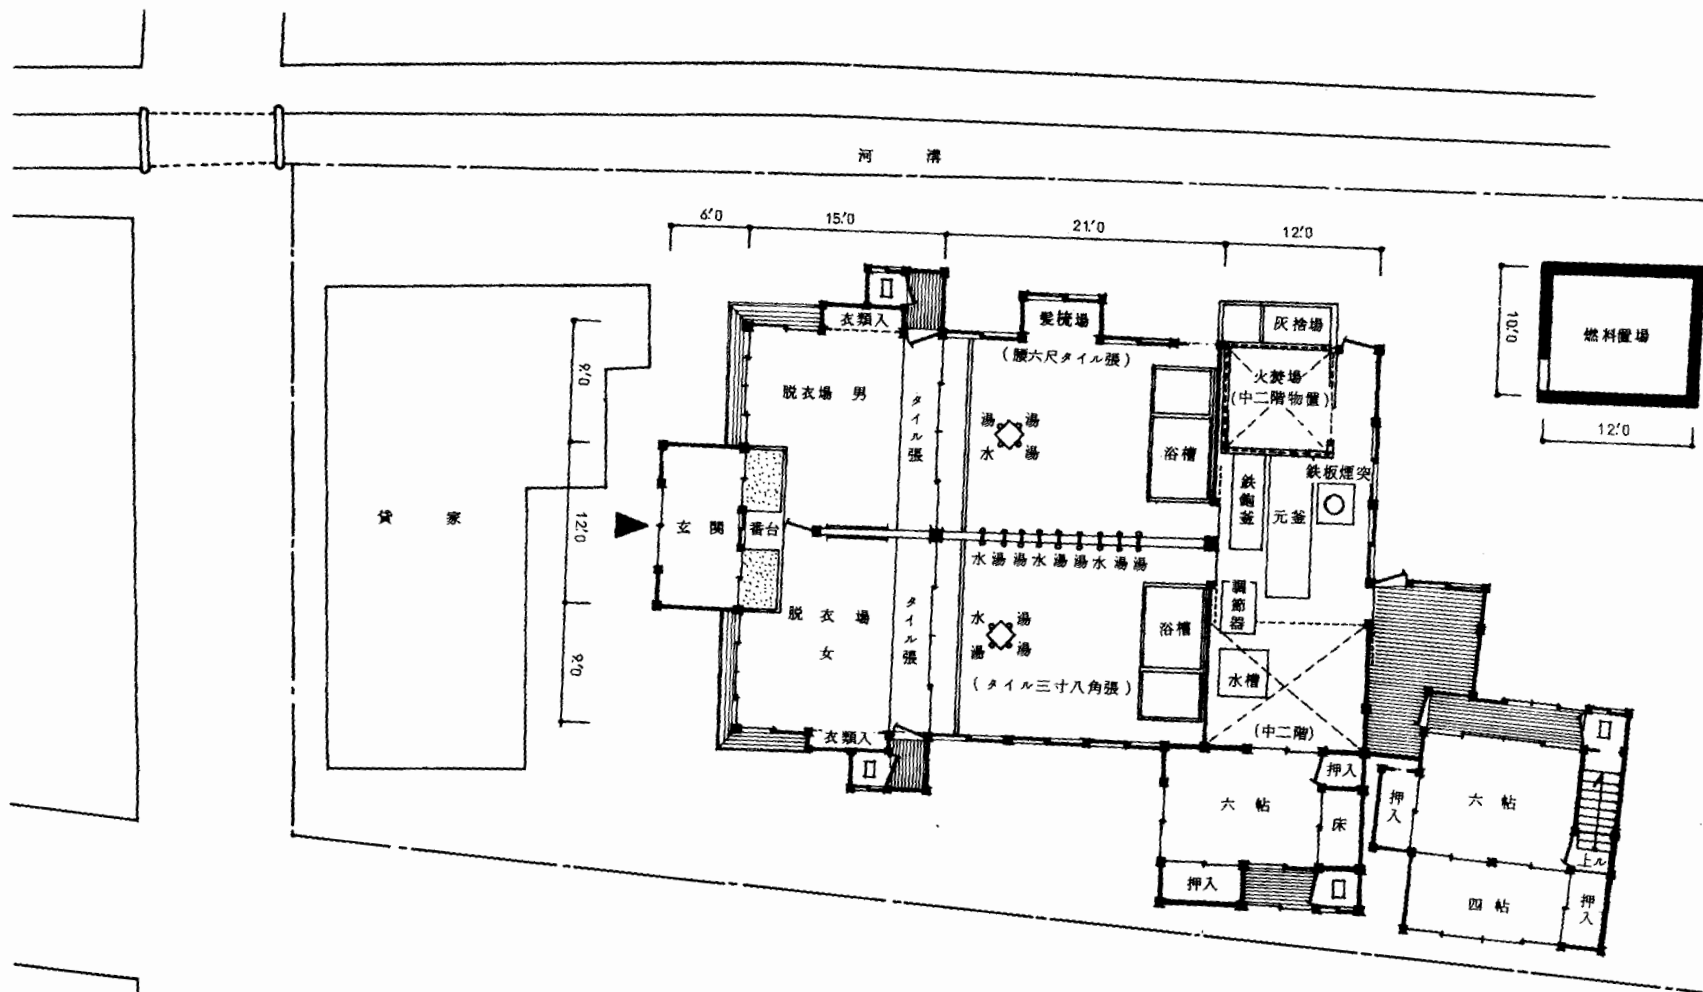 河 溝
6.'0
15.'0
21.'0
12.'0
衣類入
髪梳場
灰捨場
(腰六尺タイル張)
脱衣場 男
タイル張
湯 湯
水 湯
浴槽
火焚場
(中二階物置)
鉄板煙突
鉄砲釜
元釜
燃料置場
10.'0
12.'0
9.'0
12.'0
9.'0
貸 家
玄 関
番台
水 湯 湯 水 湯 湯 水 湯 湯
脱 衣 場
女
タイル張
水 湯
湯 湯
浴槽
(タイル三寸八角張)
調節器
水槽
(中二階)
衣類入
押入
六 帖
床
押入
押入
六 帖
上ル
四 帖
押入